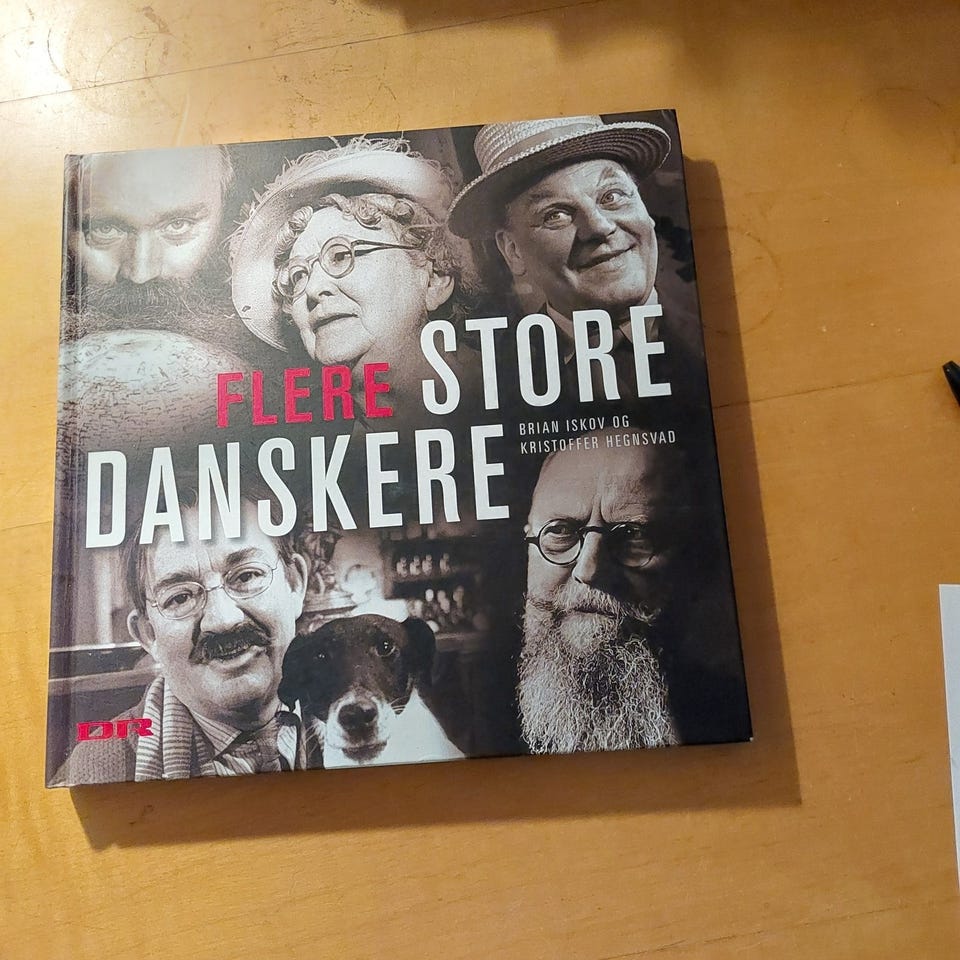 FLERE STORE
DANSKERE
BRIAN ISKOV OG
KRISTOFFER HEGNSVAD
DR